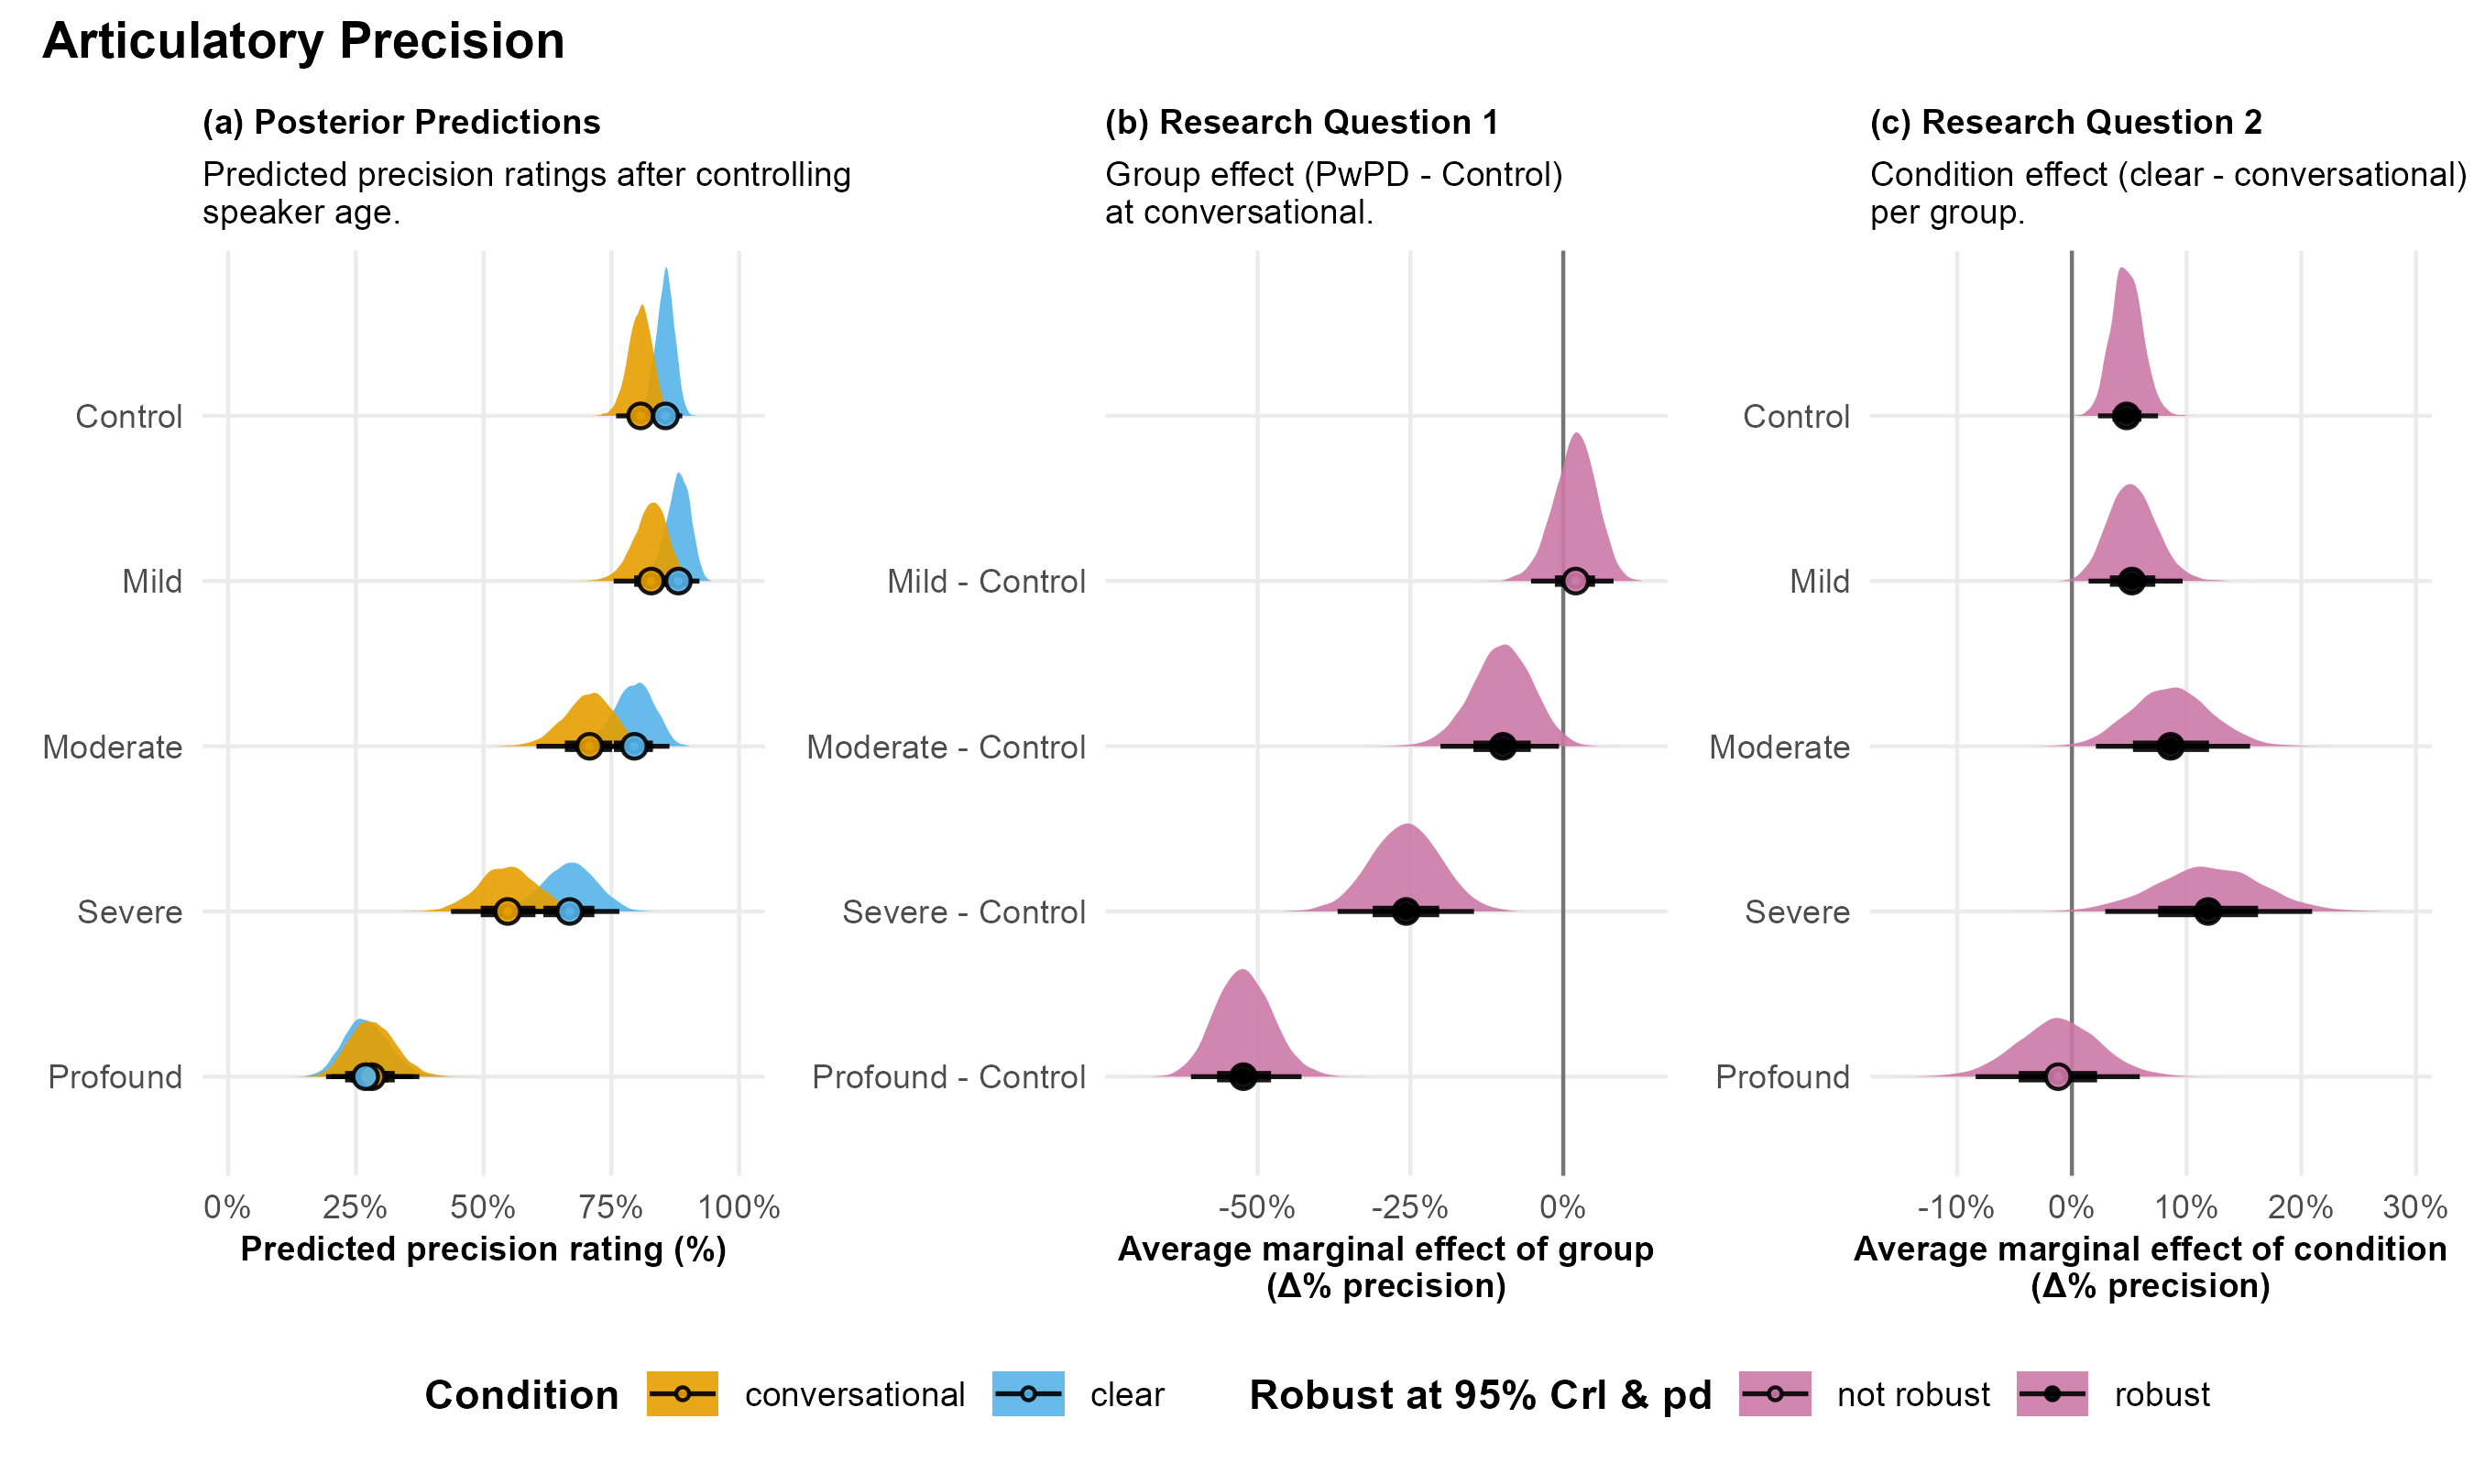 Articulatory Precision
(a) Posterior Predictions
Predicted precision ratings after controlling
speaker age.
Control
Mild
Moderate
Severe
Profound
0%
25%
50%
75%
100%
Predicted precision rating (%)
(b) Research Question 1
Group effect (PwPD - Control)
at conversational.
Mild - Control
Moderate - Control
Severe - Control
Profound - Control
-50%
-25%
0%
Average marginal effect of group
(Δ% precision)
(c) Research Question 2
Condition effect (clear - conversational)
per group.
Control
Mild
Moderate
Severe
Profound
-10%
0%
10%
20%
30%
Average marginal effect of condition
(Δ% precision)
Condition
conversational
clear
Robust at 95% CrI & pd
not robust
robust